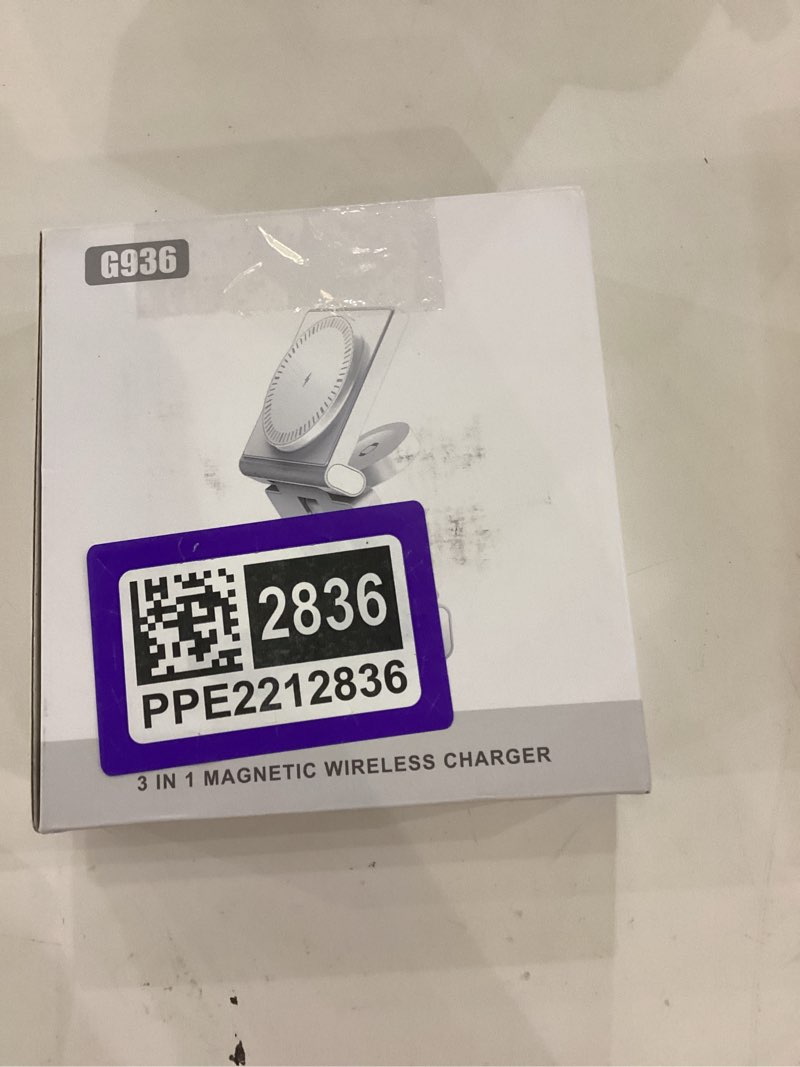 G936
2836
PPE2212836
3 IN 1 MAGNETIC WIRELESS CHARGER